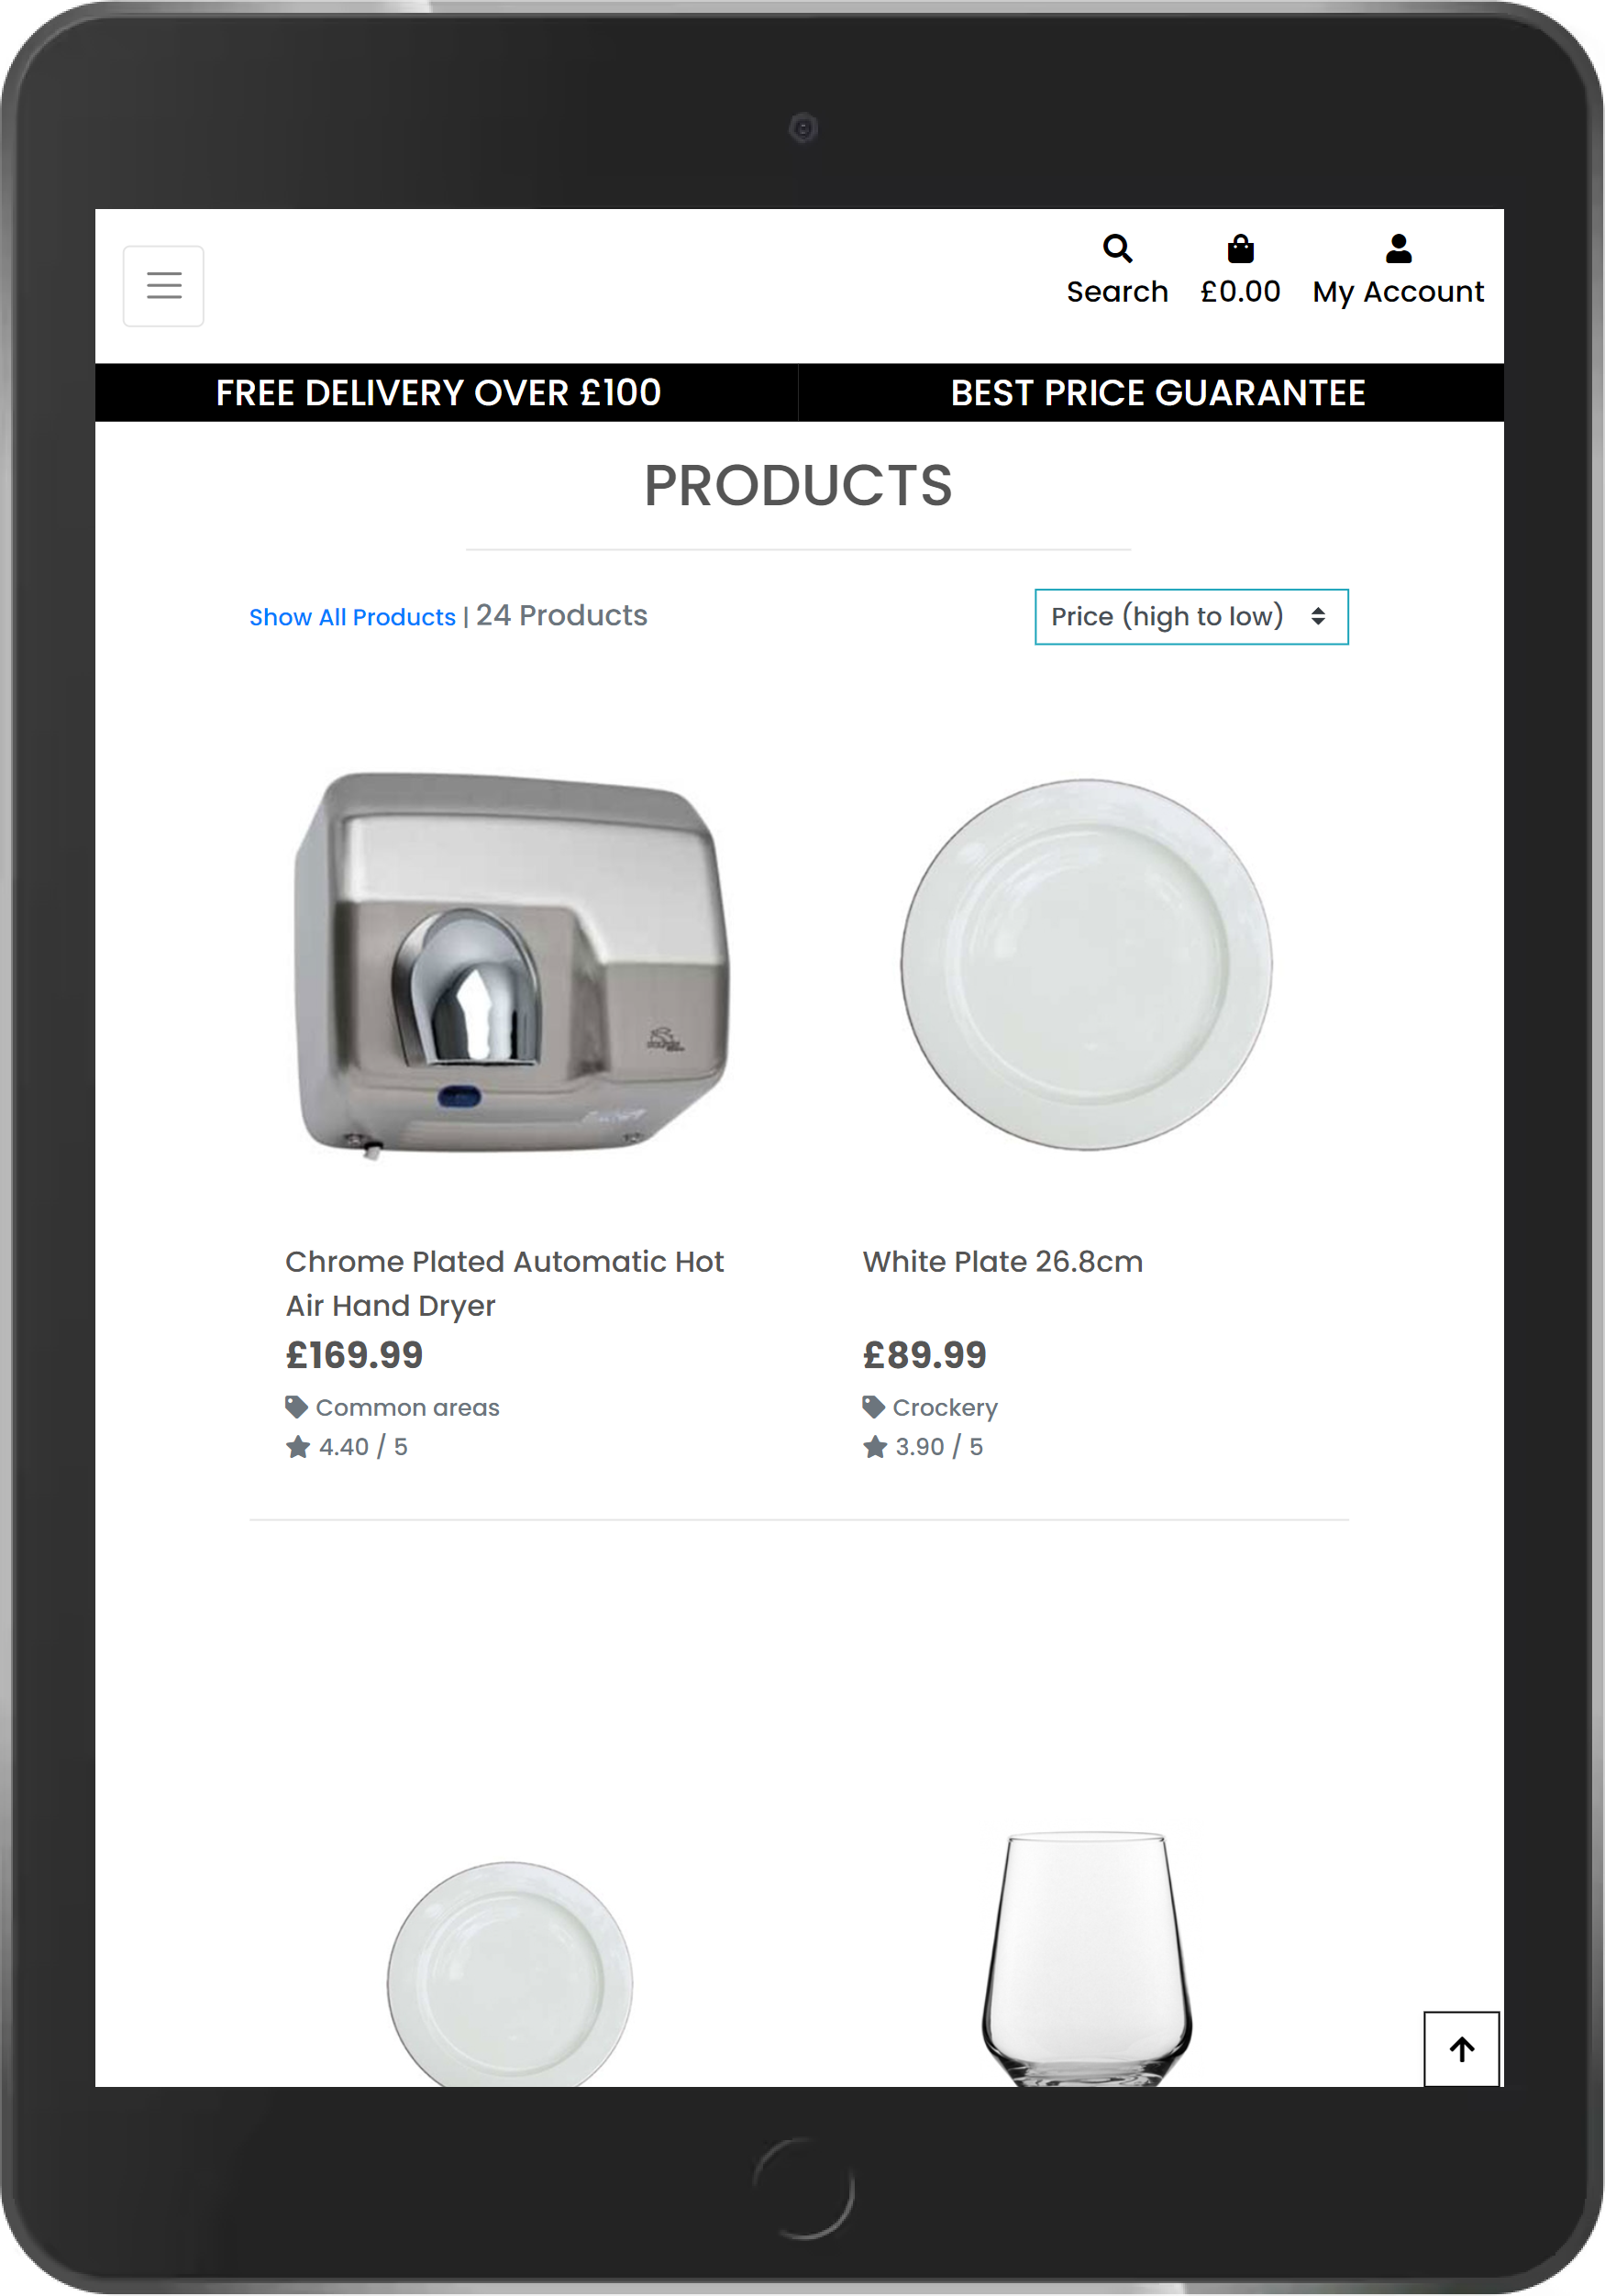 Search £0.00 My Account
FREE DELIVERY OVER £100 BEST PRICE GUARANTEE
PRODUCTS
Show All Products | 24 Products Price (high to low)
Chrome Plated Automatic Hot
Air Hand Dryer
£169.99
Common areas
4.40 / 5
White Plate 26.8cm
£89.99
Crockery
3.90 / 5